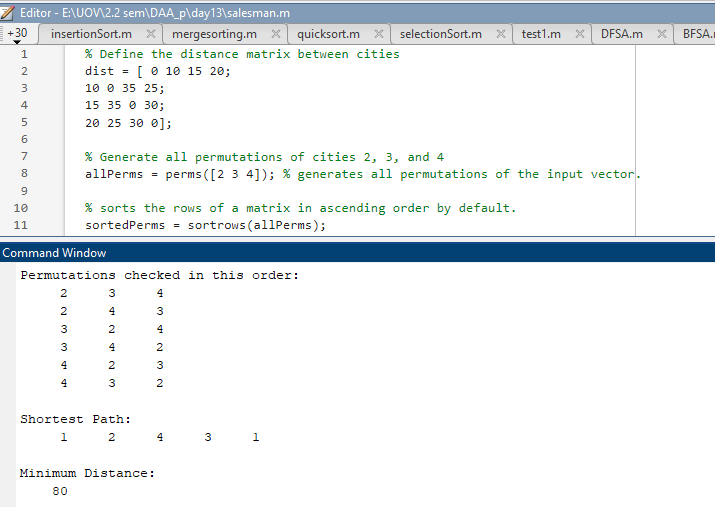 Editor - E:\UOV\2.2 sem\DAA_p\day13\salesman.m
+30 insertionSort.m mergesorting.m quicksort.m selectionSort.m test1.m DFSA.m BFSA.
1 % Define the distance matrix between cities
2 dist = [ 0 10 15 20;
3 10 0 35 25;
4 15 35 0 30;
5 20 25 30 0];
6
7 % Generate all permutations of cities 2, 3, and 4
8 allPerms = perms([2 3 4]); % generates all permutations of the input vector.
9
10 % sorts the rows of a matrix in ascending order by default.
11 sortedPerms = sortrows(allPerms);
Command Window
Permutations checked in this order:
2 3 4
2 4 3
3 2 4
3 4 2
4 2 3
4 3 2
Shortest Path:
1 2 4 3 1
Minimum Distance:
80